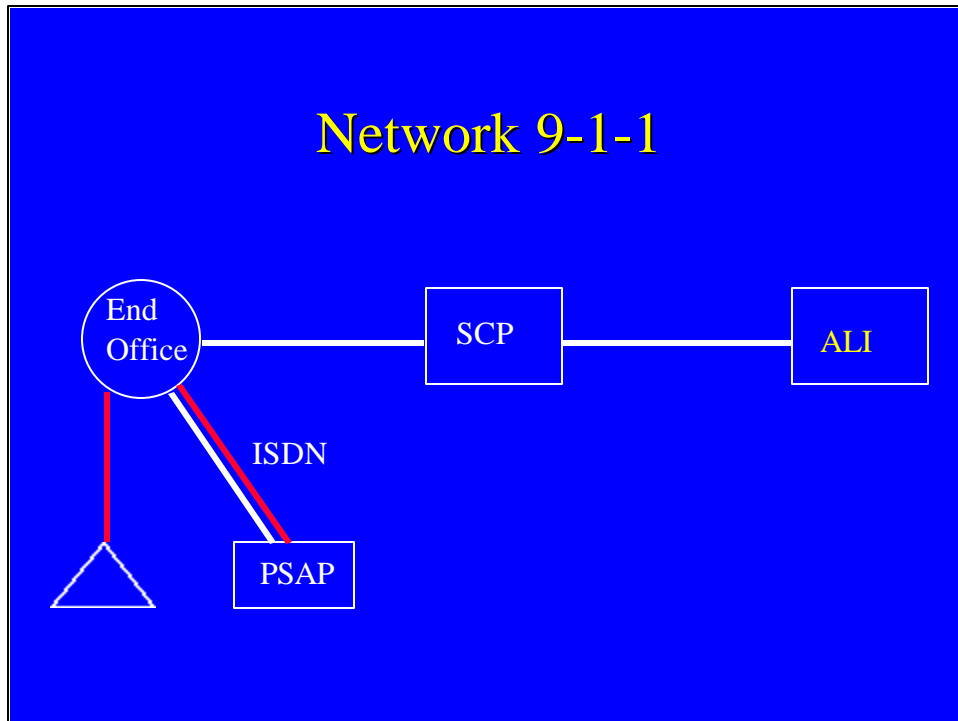 Network 9-1-1
End
Office
SCP
ALI
ISDN
PSAP